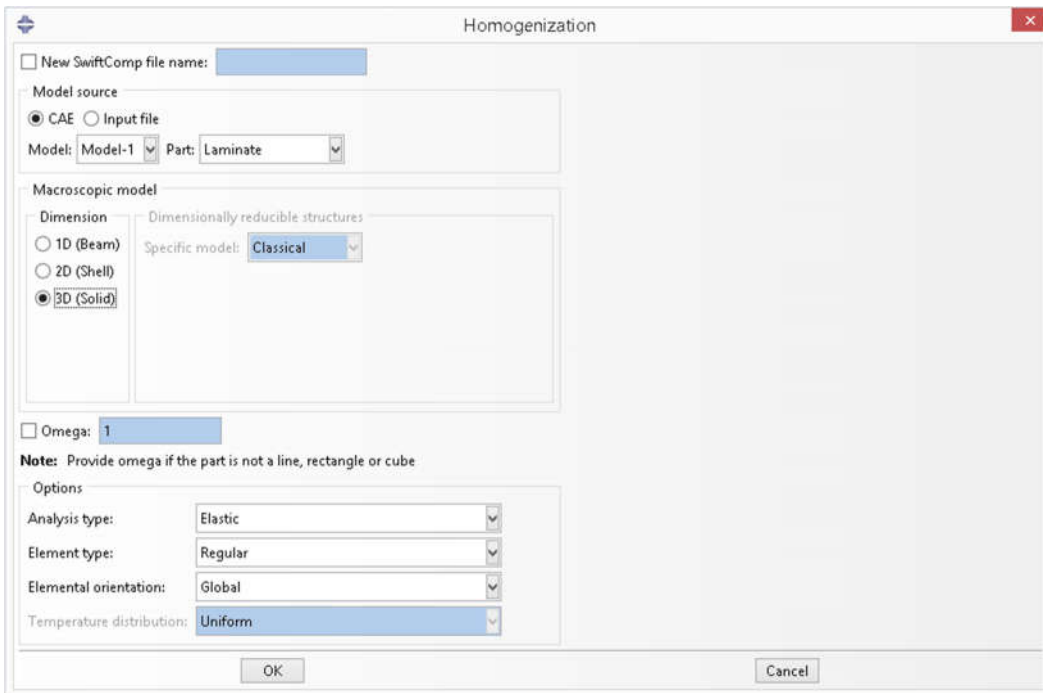 Homogenization
New SwiftComp file name:
Model source
CAE Input file
Model: Model-1 Part: Laminate
Macroscopic model
Dimension Dimensionally reducible structures
1D (Beam)
Specific model: Classical
2D (Shell)
3D (Solid)
Omega: 1
Note: Provide omega if the part is not a line, rectangle or cube
Options
Analysis type: Elastic
Element type: Regular
Elemental orientation: Global
Temperature distribution: Uniform
OK Cancel